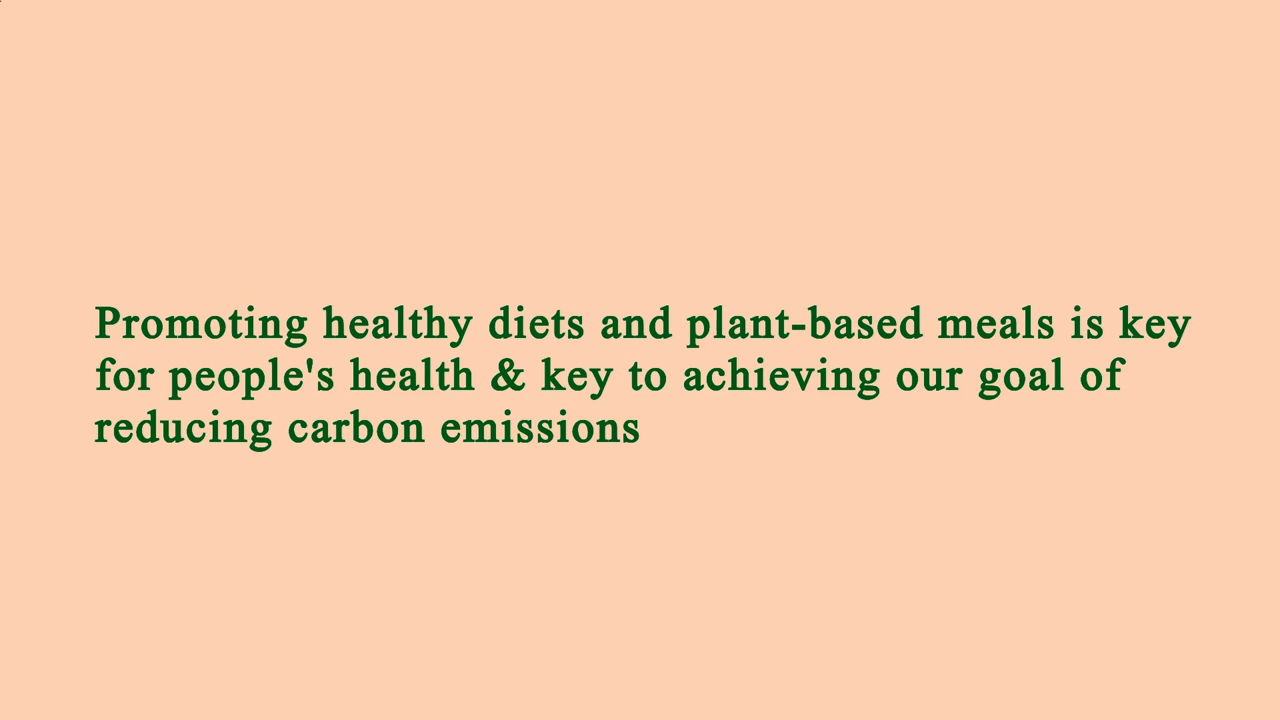 Promoting healthy diets and plant-based meals is key
for people's health & key to achieving our goal of
reducing carbon emissions